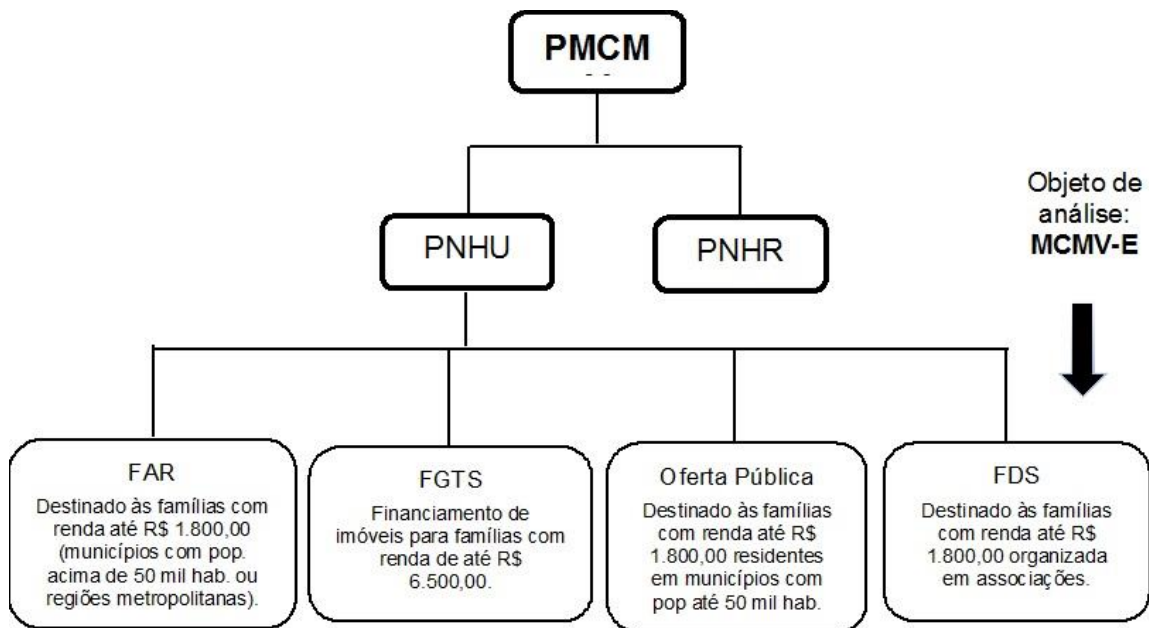 PMCM
PNHU
PNHR
Objeto de
análise:
MCMV-E
FAR
Destinado às famílias com
renda até R$ 1.800,00
(municípios com pop.
acima de 50 mil hab. ou
regiões metropolitanas).
FGTS
Financiamento de
imóveis para famílias com
renda de até R$
6.500,00.
Oferta Pública
Destinado às famílias
com renda até R$
1.800,00 residentes
em municípios com
pop até 50 mil hab.
FDS
Destinado às famílias
com renda até R$
1.800,00 organizada
em associações.